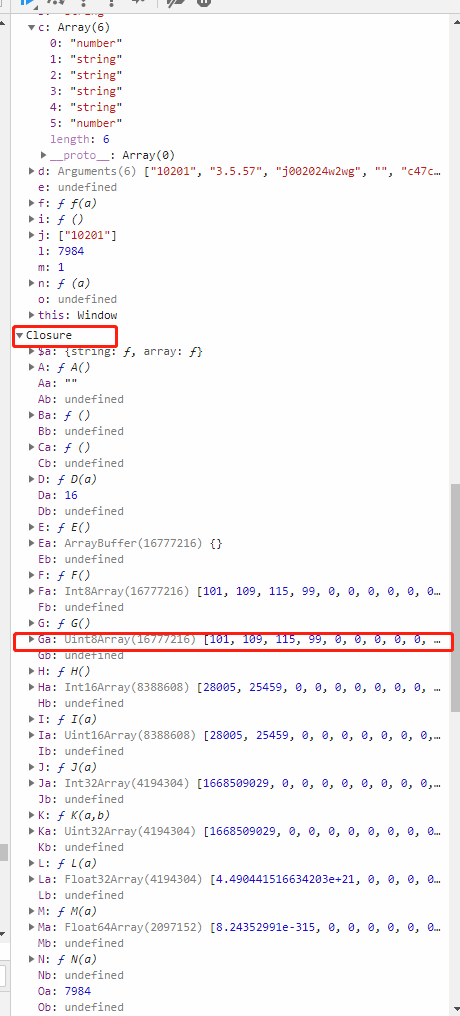 c: Array(6)
0: "number"
1: "string"
2: "string"
3: "string"
4: "string"
5: "number"
length: 6
__proto__: Array(0)
d: Arguments(6) ["10201", "3.5.57", "j002024w2wg", "", "c47c…
e: undefined
f: ƒ ƒ(a)
i: ƒ ()
j: ["10201"]
l: 7984
m: 1
n: ƒ (a)
o: undefined
this: Window
Closure
$a: {string: ƒ, array: ƒ}
A: ƒ A()
Aa: ""
Ab: undefined
Ba: ƒ ()
Bb: undefined
Ca: ƒ ()
Cb: undefined
D: ƒ D(a)
Da: 16
Db: undefined
E: ƒ E()
Ea: ArrayBuffer(16777216) {}
Eb: undefined
F: ƒ F()
Fa: Int8Array(16777216) [101, 109, 115, 99, 0, 0, 0, 0, 0, 0…
Fb: undefined
G: ƒ G()
Ga: Uint8Array(16777216) [101, 109, 115, 99, 0, 0, 0, 0, 0, …
Gb: undefined
H: ƒ H()
Ha: Int16Array(8388608) [28005, 25459, 0, 0, 0, 0, 0, 0, 0, …
Hb: undefined
I: ƒ I(a)
Ia: Uint16Array(8388608) [28005, 25459, 0, 0, 0, 0, 0, 0, 0,…
Ib: undefined
J: ƒ J(a)
Ja: Int32Array(4194304) [1668509029, 0, 0, 0, 0, 0, 0, 0, 0,…
Jb: undefined
K: ƒ K(a,b)
Ka: Uint32Array(4194304) [1668509029, 0, 0, 0, 0, 0, 0, 0, 0…
Kb: undefined
L: ƒ L(a)
La: Float32Array(4194304) [4.490441516634203e+21, 0, 0, 0, 0…
Lb: undefined
M: ƒ M(a)
Ma: Float64Array(2097152) [8.24352991e-315, 0, 0, 0, 0, 0, 0…
Mb: undefined
N: ƒ N(a)
Nb: undefined
Oa: 7984
Ob: undefined